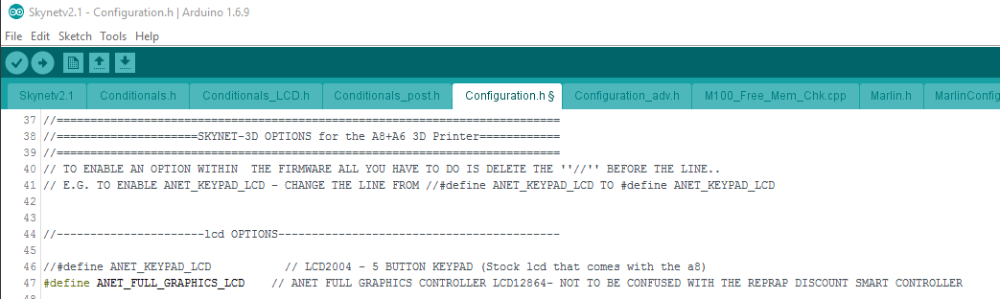 Skynetv2.1 - Configuration.h | Arduino 1.6.9
File Edit Sketch Tools Help
Skynetv2.1 Conditionals.h Conditionals_LCD.h Conditionals_post.h Configuration.h § Configuration_adv.h M100_Free_Mem_Chk.cpp Marlin.h MarlinConfig
37 //===========================================================================
38 //=====================SKYNET-3D OPTIONS for the A8+A6 3D Printer============
39 //===========================================================================
40 // TO ENABLE AN OPTION WITHIN  THE FIRMWARE ALL YOU HAVE TO DO IS DELETE THE ''//'' BEFORE THE LINE..
41 // E.G. TO ENABLE ANET_KEYPAD_LCD - CHANGE THE LINE FROM //#define ANET_KEYPAD_LCD TO #define ANET_KEYPAD_LCD
42
43
44 //----------------------lcd OPTIONS------------------------------------------
45
46 //#define ANET_KEYPAD_LCD           // LCD2004 - 5 BUTTON KEYPAD (Stock lcd that comes with the a8)
47 #define ANET_FULL_GRAPHICS_LCD    // ANET FULL GRAPHICS CONTROLLER LCD12864- NOT TO BE CONFUSED WITH THE REPRAP DISCOUNT SMART CONTROLLER